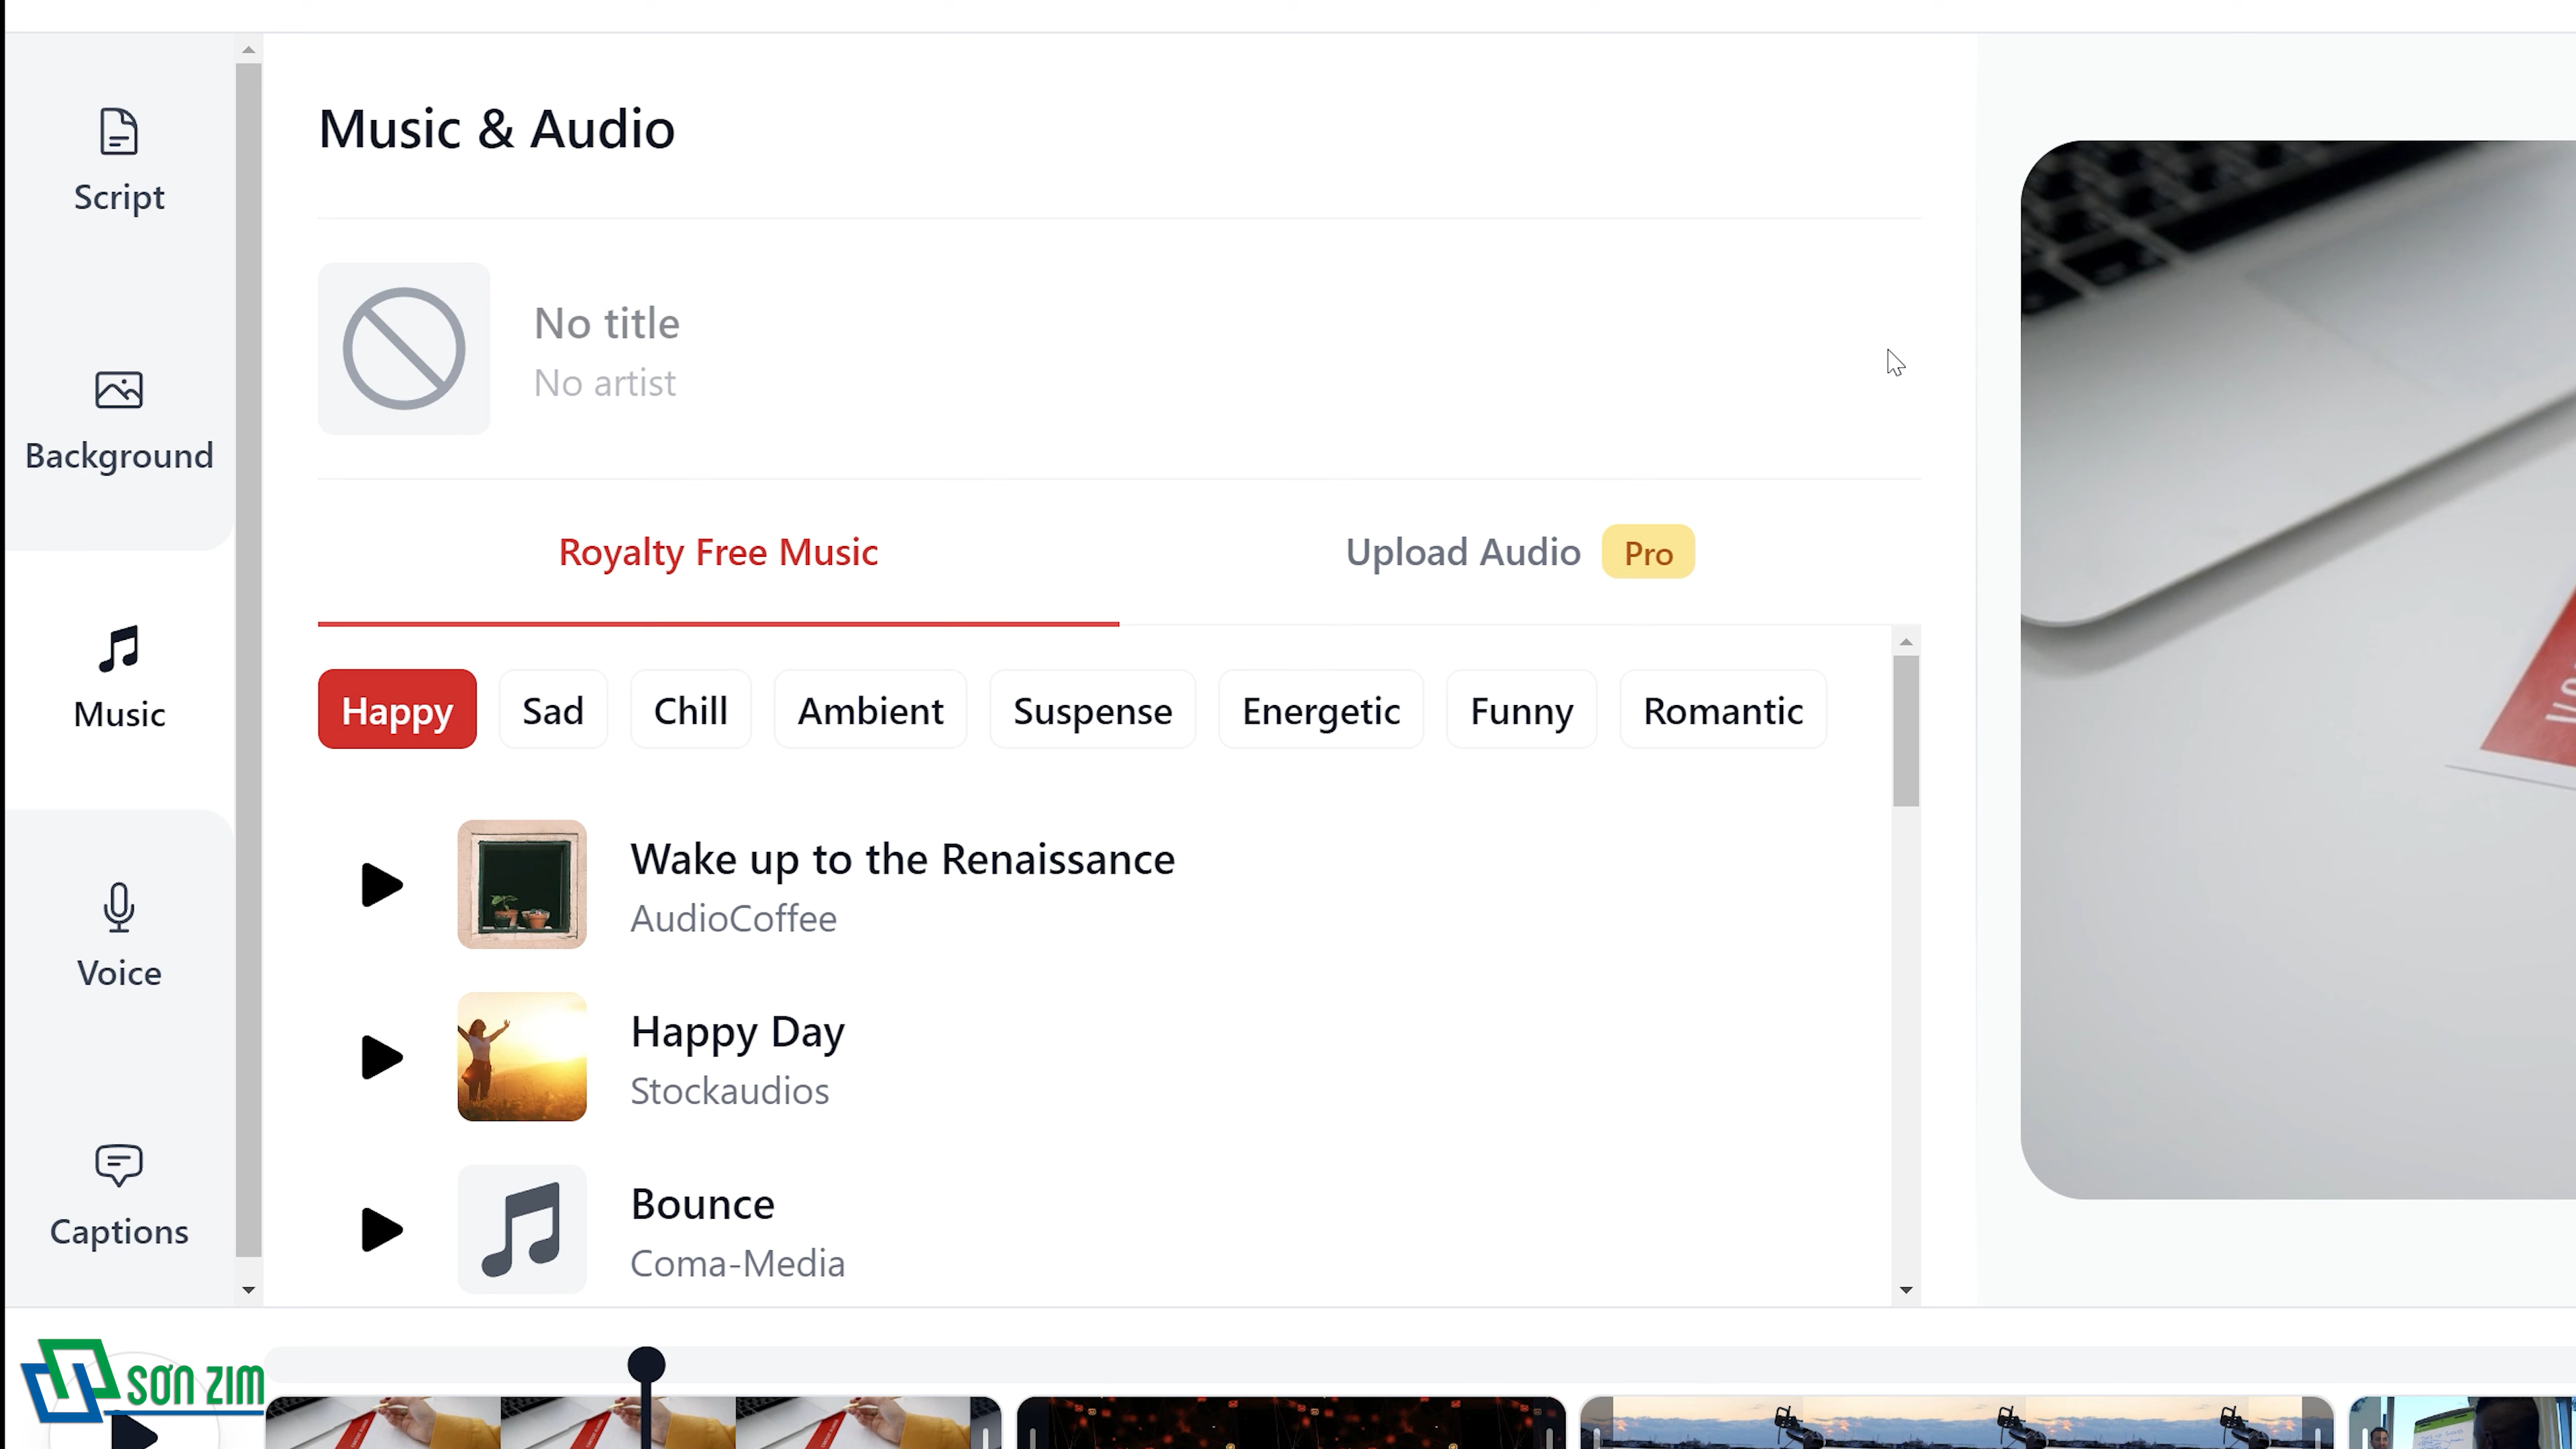 Script
Background
Music
Voice
Captions
Music & Audio
No title
No artist
Royalty Free Music
Upload Audio Pro
Happy Sad Chill Ambient Suspense Energetic Funny Romantic
Wake up to the Renaissance
AudioCoffee
Happy Day
Stockaudios
Bounce
Coma-Media
SƠN ZIM